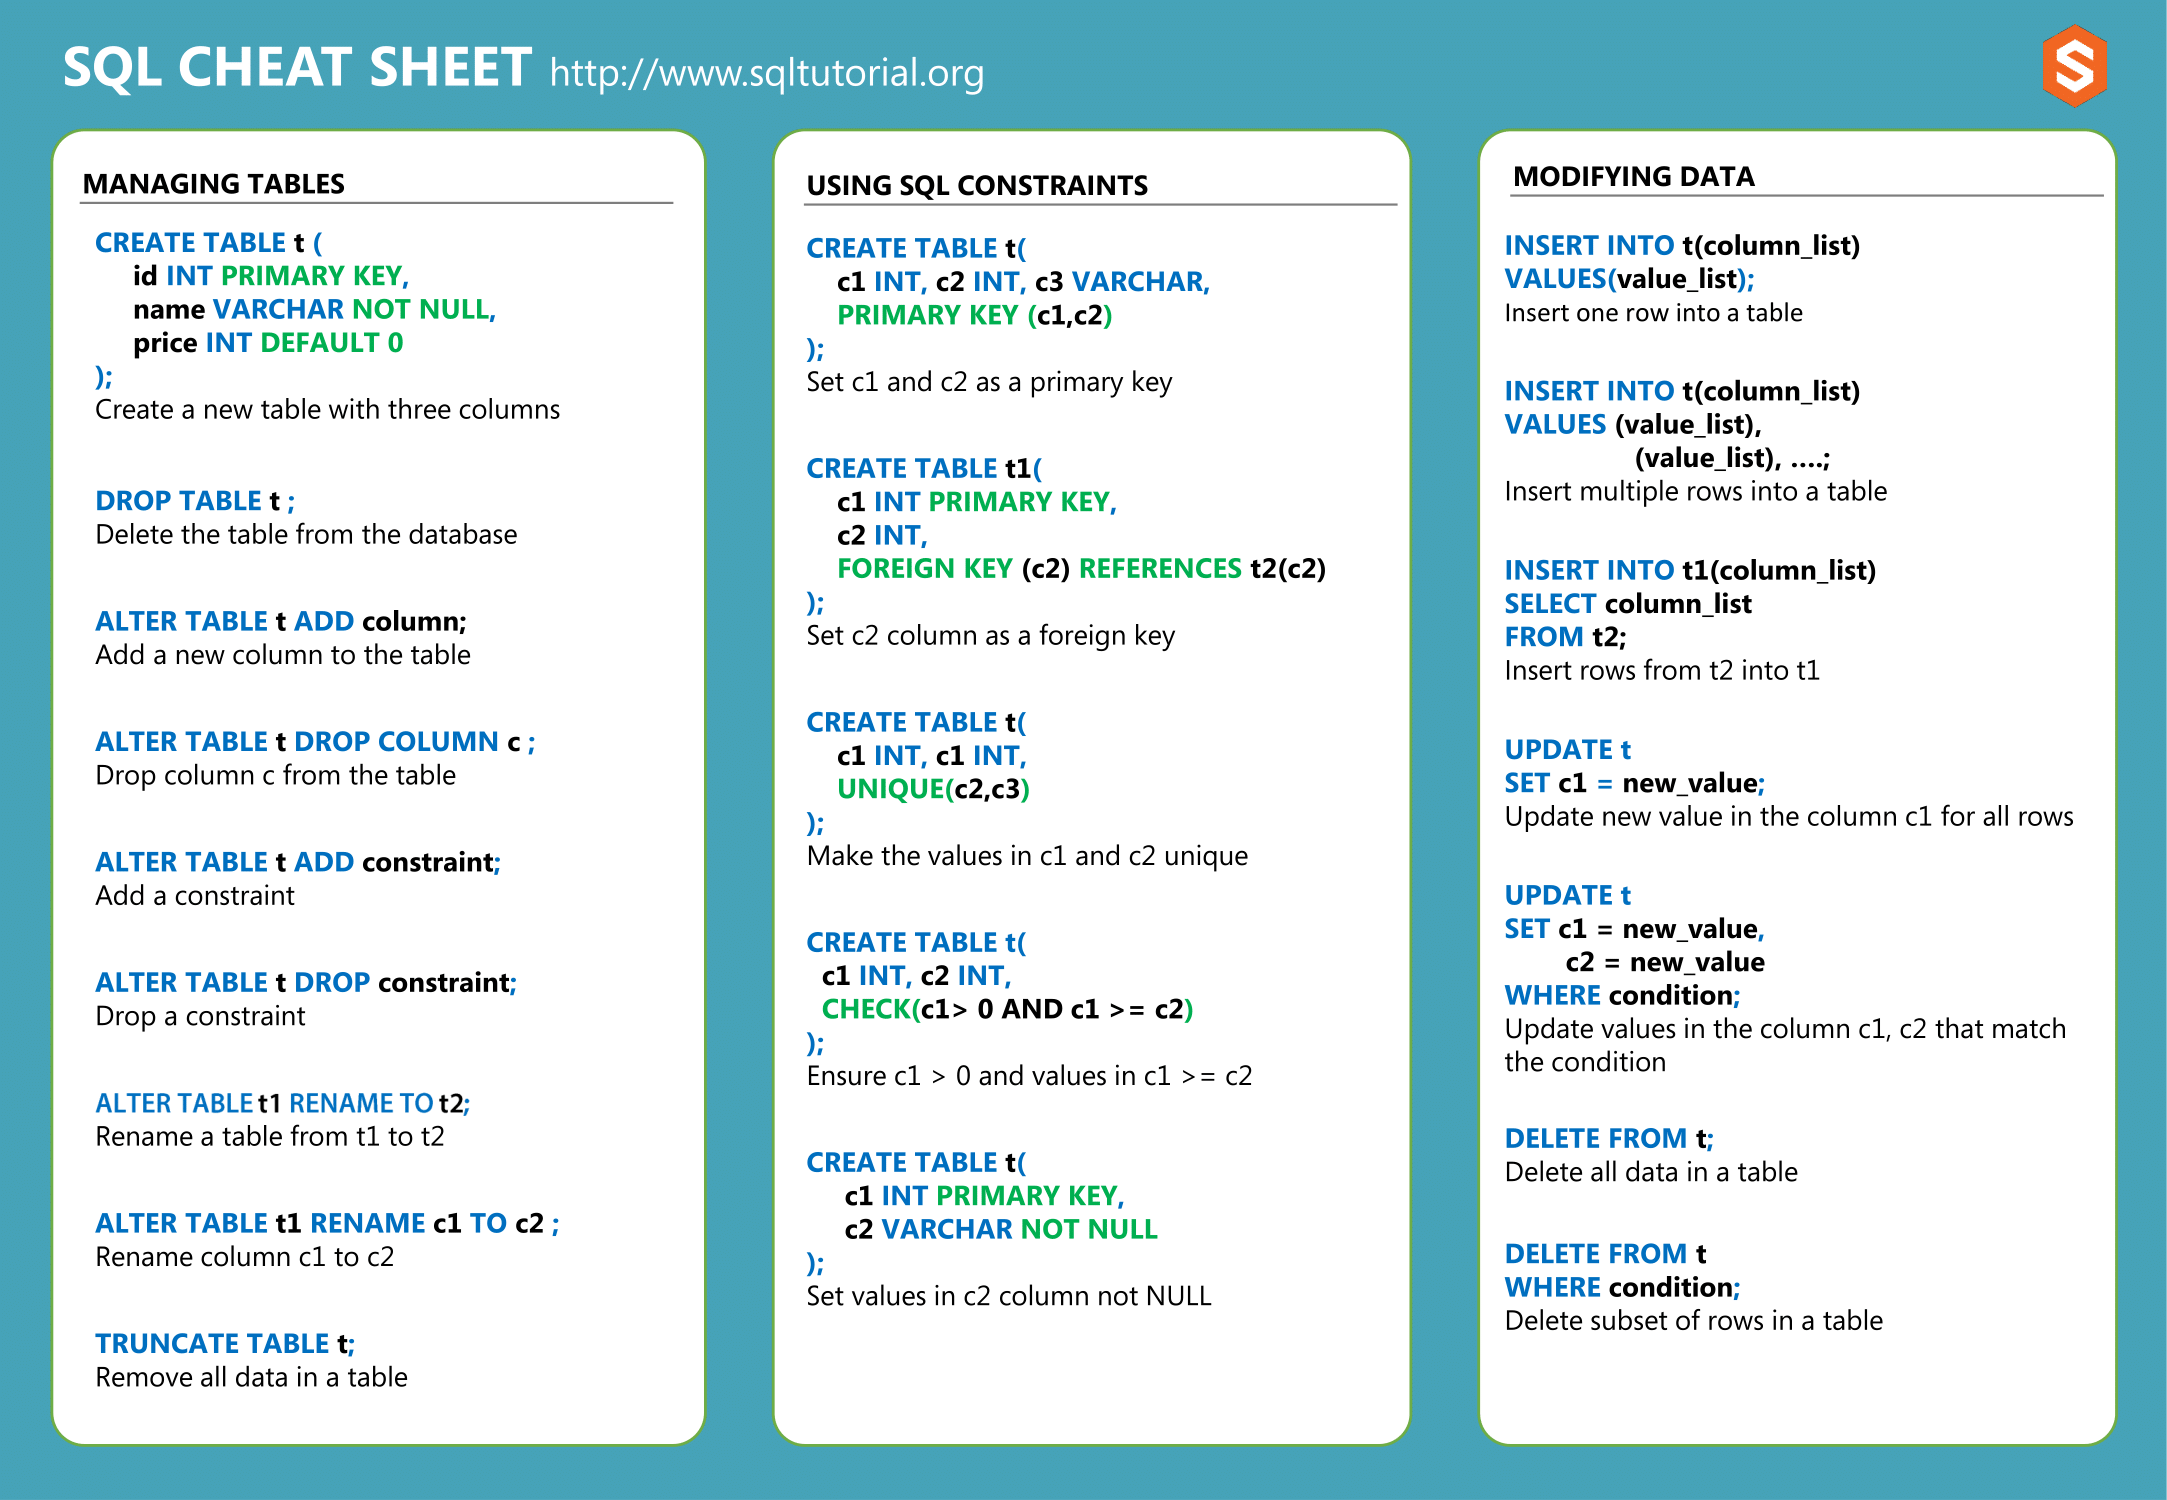 SQL CHEAT SHEET http://www.sqltutorial.org
S
MANAGING TABLES
CREATE TABLE t (
id INT PRIMARY KEY,
name VARCHAR NOT NULL,
price INT DEFAULT 0
);
Create a new table with three columns
DROP TABLE t ;
Delete the table from the database
ALTER TABLE t ADD column;
Add a new column to the table
ALTER TABLE t DROP COLUMN c ;
Drop column c from the table
ALTER TABLE t ADD constraint;
Add a constraint
ALTER TABLE t DROP constraint;
Drop a constraint
ALTER TABLE t1 RENAME TO t2;
Rename a table from t1 to t2
ALTER TABLE t1 RENAME c1 TO c2 ;
Rename column c1 to c2
TRUNCATE TABLE t;
Remove all data in a table
USING SQL CONSTRAINTS
CREATE TABLE t(
c1 INT, c2 INT, c3 VARCHAR,
PRIMARY KEY (c1,c2)
);
Set c1 and c2 as a primary key
CREATE TABLE t1(
c1 INT PRIMARY KEY,
c2 INT,
FOREIGN KEY (c2) REFERENCES t2(c2)
);
Set c2 column as a foreign key
CREATE TABLE t(
c1 INT, c1 INT,
UNIQUE(c2,c3)
);
Make the values in c1 and c2 unique
CREATE TABLE t(
c1 INT, c2 INT,
CHECK(c1> 0 AND c1 >= c2)
);
Ensure c1 > 0 and values in c1 >= c2
CREATE TABLE t(
c1 INT PRIMARY KEY,
c2 VARCHAR NOT NULL
);
Set values in c2 column not NULL
MODIFYING DATA
INSERT INTO t(column_list)
VALUES(value_list);
Insert one row into a table
INSERT INTO t(column_list)
VALUES (value_list),
(value_list), ....;
Insert multiple rows into a table
INSERT INTO t1(column_list)
SELECT column_list
FROM t2;
Insert rows from t2 into t1
UPDATE t
SET c1 = new_value;
Update new value in the column c1 for all rows
UPDATE t
SET c1 = new_value,
c2 = new_value
WHERE condition;
Update values in the column c1, c2 that match
the condition
DELETE FROM t;
Delete all data in a table
DELETE FROM t
WHERE condition;
Delete subset of rows in a table